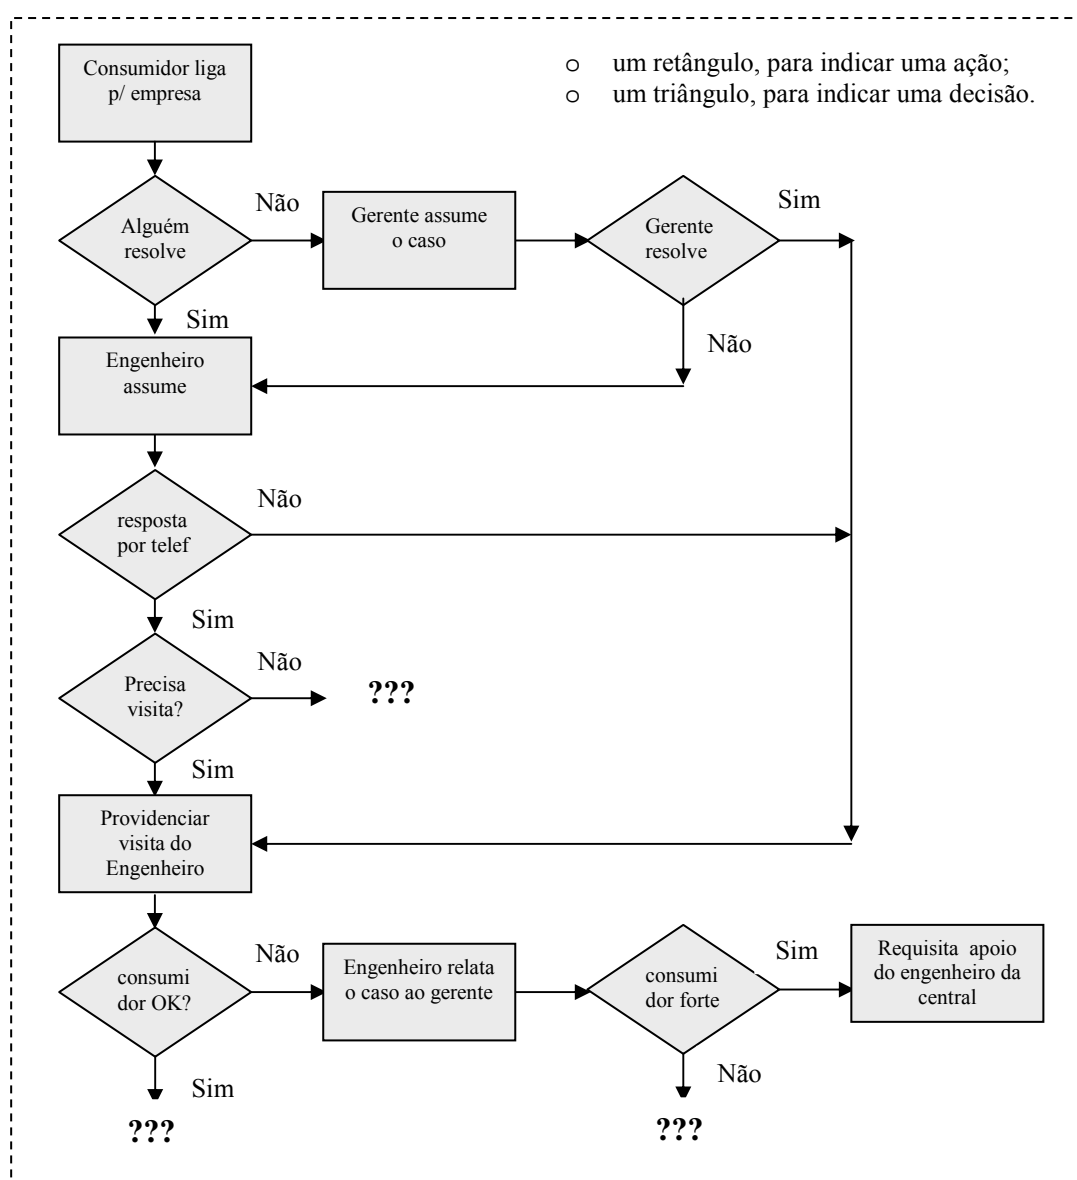 Consumidor liga
p/ empresa
o um retângulo, para indicar uma ação;
o um triângulo, para indicar uma decisão.
Alguém
resolve
Não
Gerente assume
o caso
Gerente
resolve
Sim
Sim
Não
Engenheiro
assume
resposta
por telef
Não
Sim
Precisa
visita?
Não
???
Sim
Providenciar
visita do
Engenheiro
consumi
dor OK?
Não
Engenheiro relata
o caso ao gerente
consumi
dor forte
Sim
Requisita apoio
do engenheiro da
central
Sim
???
Não
???